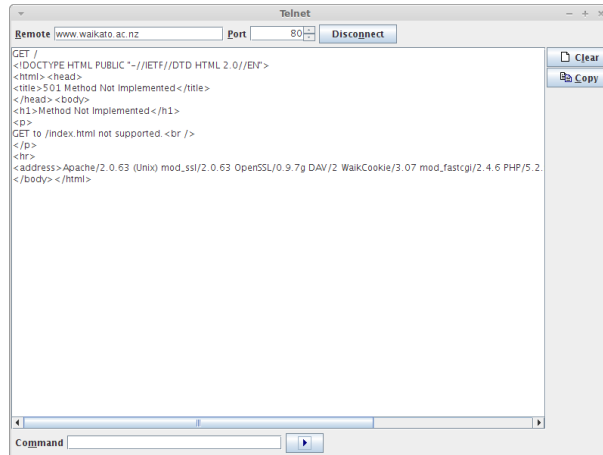 Telnet
Remote www.waikato.ac.nz Port 80 Disconnect
GET /
<!DOCTYPE HTML PUBLIC "-//IETF//DTD HTML 2.0//EN">
<html><head>
<title>501 Method Not Implemented</title>
</head><body>
<h1>Method Not Implemented</h1>
<p>
GET to /index.html not supported.<br />
</p>
<hr>
<address>Apache/2.0.63 (Unix) mod_ssl/2.0.63 OpenSSL/0.9.7g DAV/2 WaikCookie/3.07 mod_fastcgi/2.4.6 PHP/5.2.
</body></html>
Clear
Copy
Command